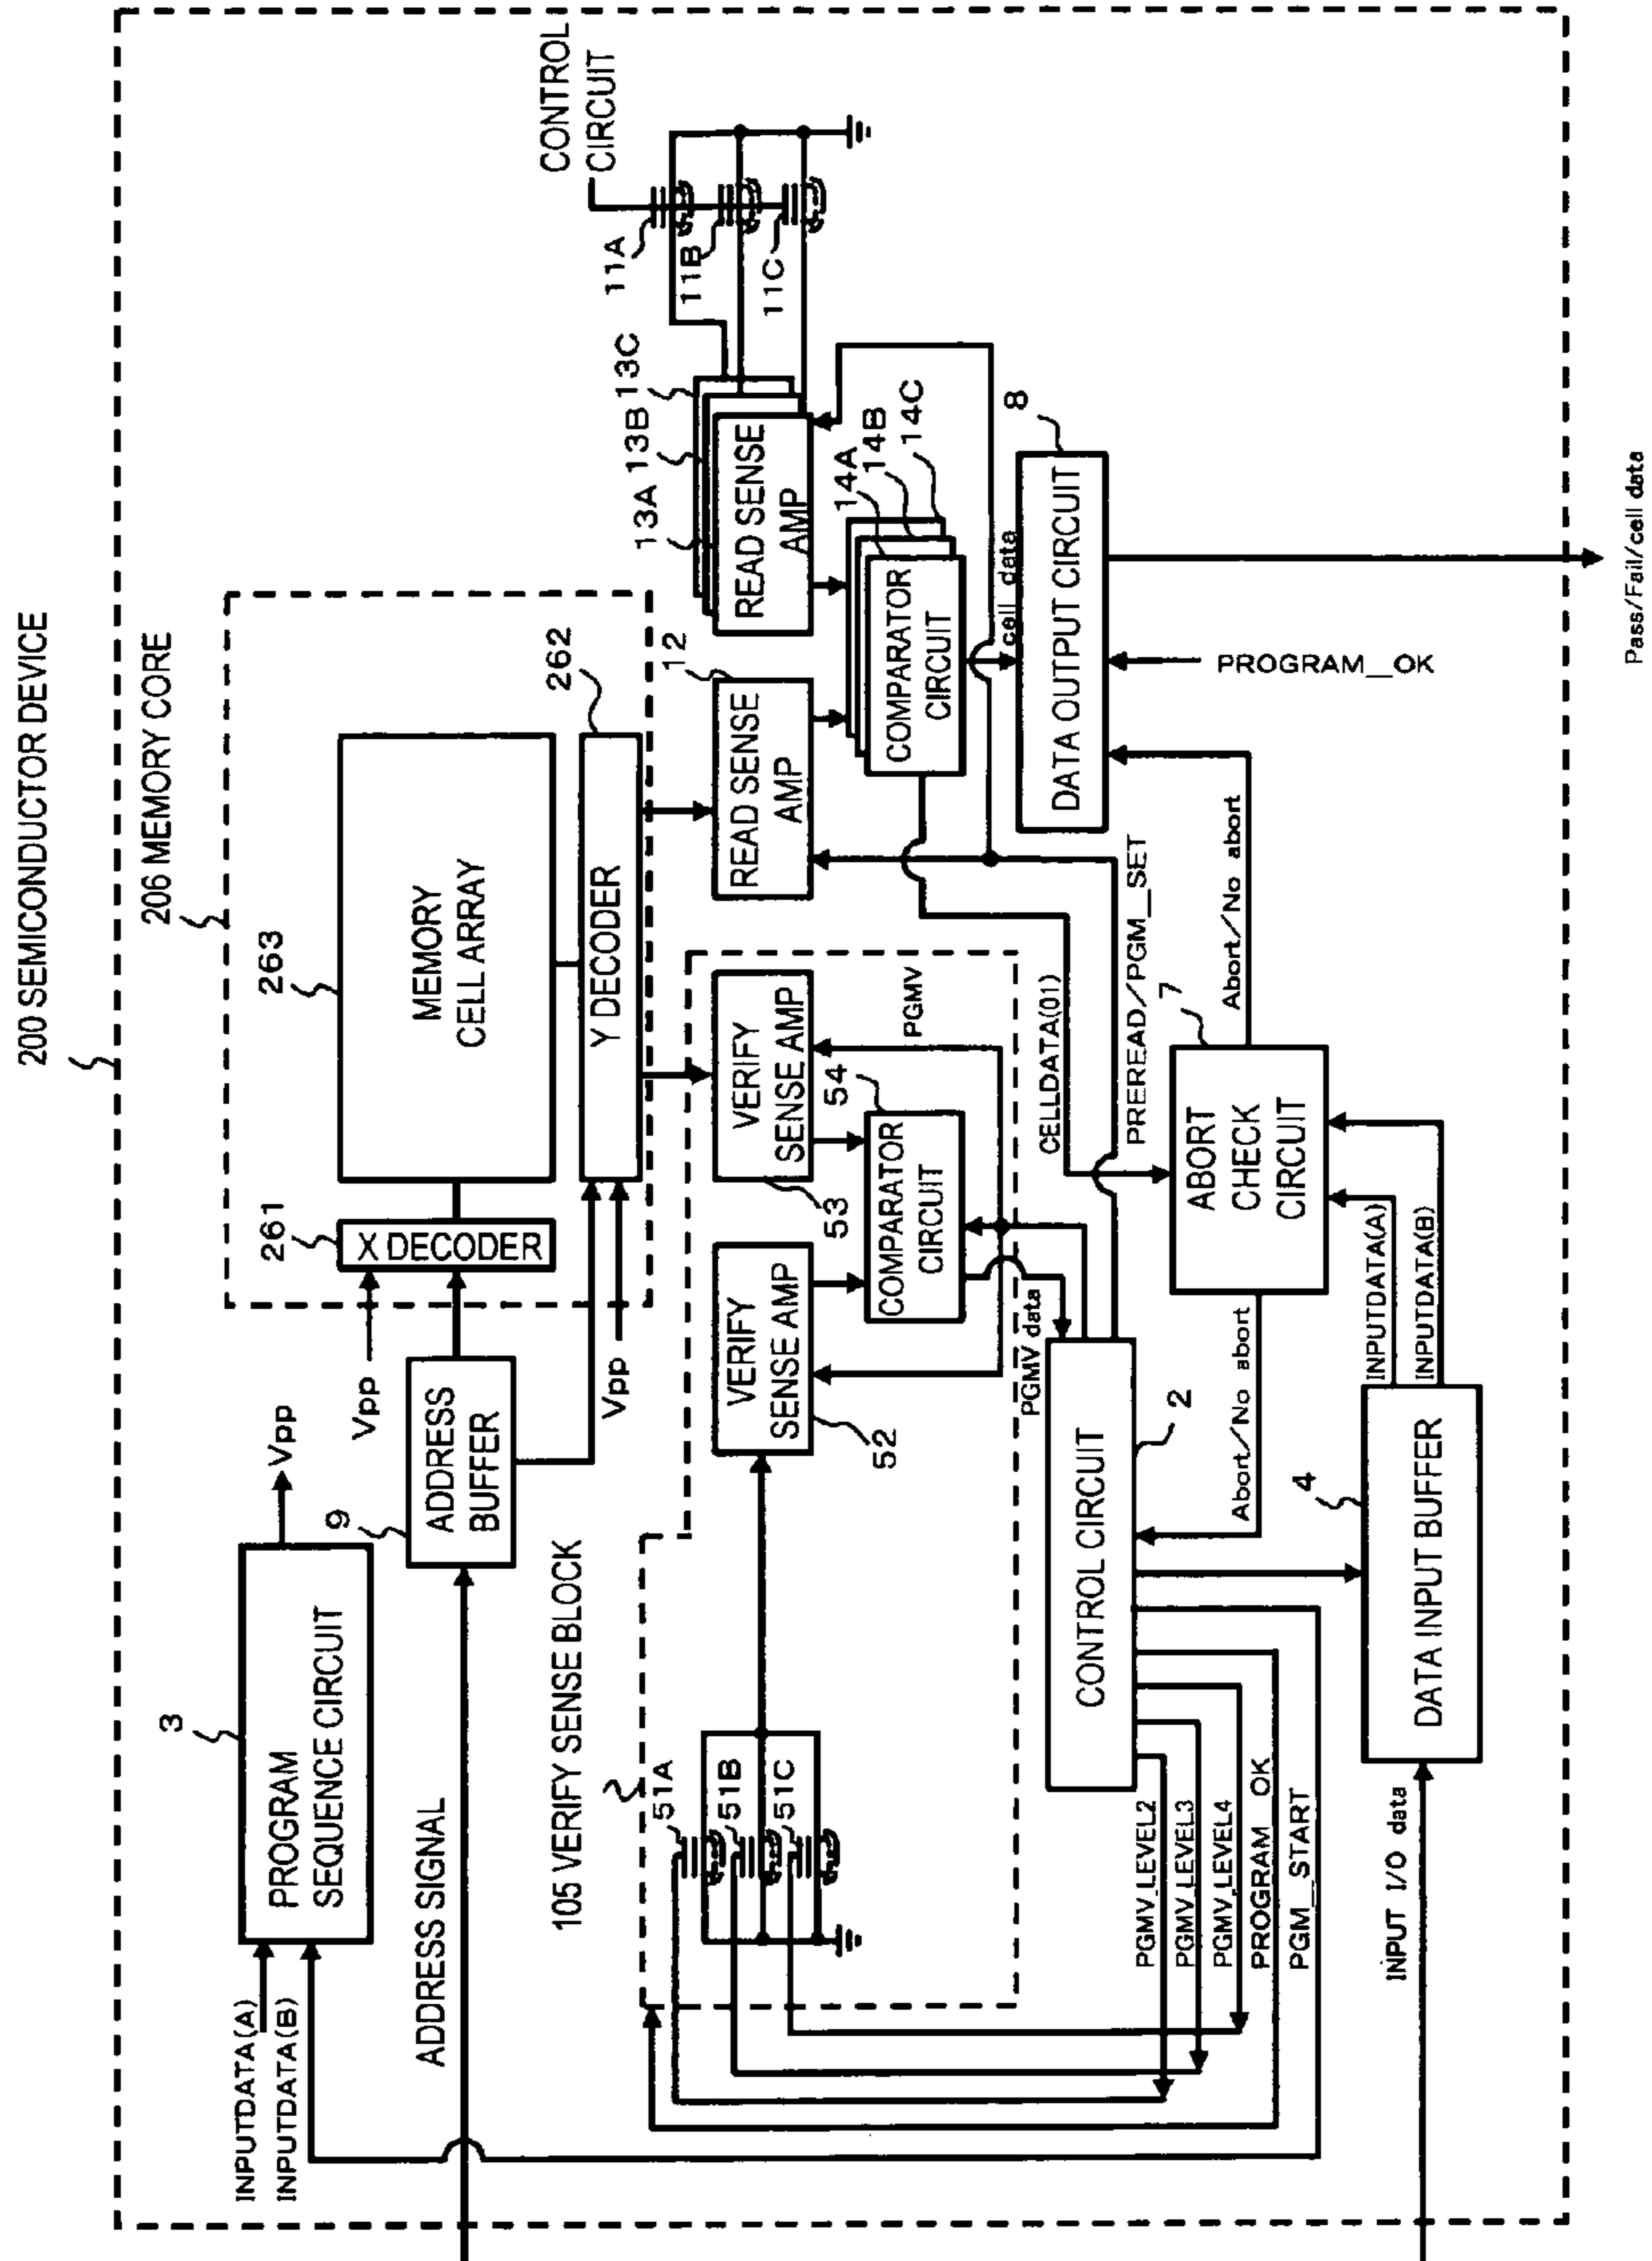 200 SEMICONDUCTOR DEVICE
206 MEMORY CORE
263
MEMORY
CELL ARRAY
261
X DECODER
262
Y DECODER
Vpp
Vpp
Vpp
3
PROGRAM
SEQUENCE CIRCUIT
INPUTDATA(A)
INPUTDATA(B)
9
ADDRESS
BUFFER
ADDRESS SIGNAL
105 VERIFY SENSE BLOCK
51A
51B
51C
VERIFY
SENSE AMP
52
VERIFY
SENSE AMP
53
PGMV
54
COMPARATOR
CIRCUIT
PGMV data
12
READ SENSE
AMP
13A
13B
13C
READ SENSE
AMP
CONTROL
CIRCUIT
11A
11B
11C
14A
14B
14C
COMPARATOR
CIRCUIT
cell data
8
DATA OUTPUT CIRCUIT
PROGRAM__OK
Pass/Fail/cell data
CELLDATA(01)
PREREAD/PGM__SET
7
ABORT
CHECK
CIRCUIT
Abort/No abort
Abort/No abort
INPUTDATA(A)
INPUTDATA(B)
2
CONTROL CIRCUIT
PGMV_LEVEL2
PGMV_LEVEL3
PGMV_LEVEL4
PROGRAM OK
PGM__START
4
DATA INPUT BUFFER
INPUT I/O data